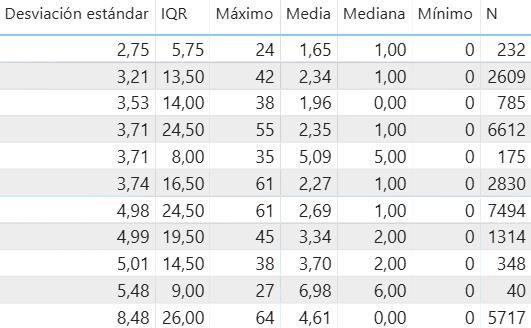 Desviación estándar IQR Máximo Media Mediana Mínimo N
2,75 5,75 24 1,65 1,00 0 232
3,21 13,50 42 2,34 1,00 0 2609
3,53 14,00 38 1,96 0,00 0 785
3,71 24,50 55 2,35 1,00 0 6612
3,71 8,00 35 5,09 5,00 0 175
3,74 16,50 61 2,27 1,00 0 2830
4,98 24,50 61 2,69 1,00 0 7494
4,99 19,50 45 3,34 2,00 0 1314
5,01 14,50 38 3,70 2,00 0 348
5,48 9,00 27 6,98 6,00 0 40
8,48 26,00 64 4,61 0,00 0 5717